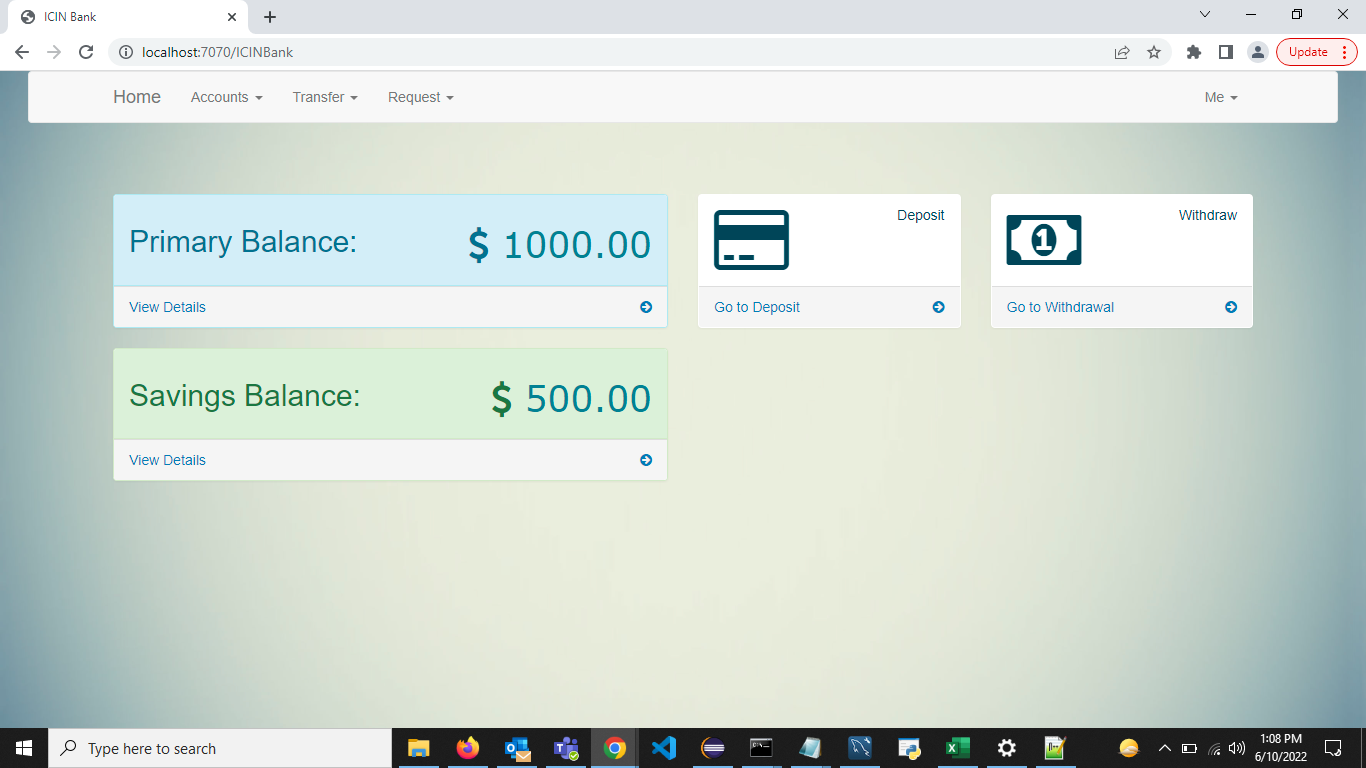 ICIN Bank
localhost:7070/ICINBank
Update
Home Accounts Transfer Request Me
Primary Balance: $ 1000.00
View Details
Deposit
Go to Deposit
Withdraw
1
Go to Withdrawal
Savings Balance: $ 500.00
View Details
Type here to search
1:08 PM
6/10/2022